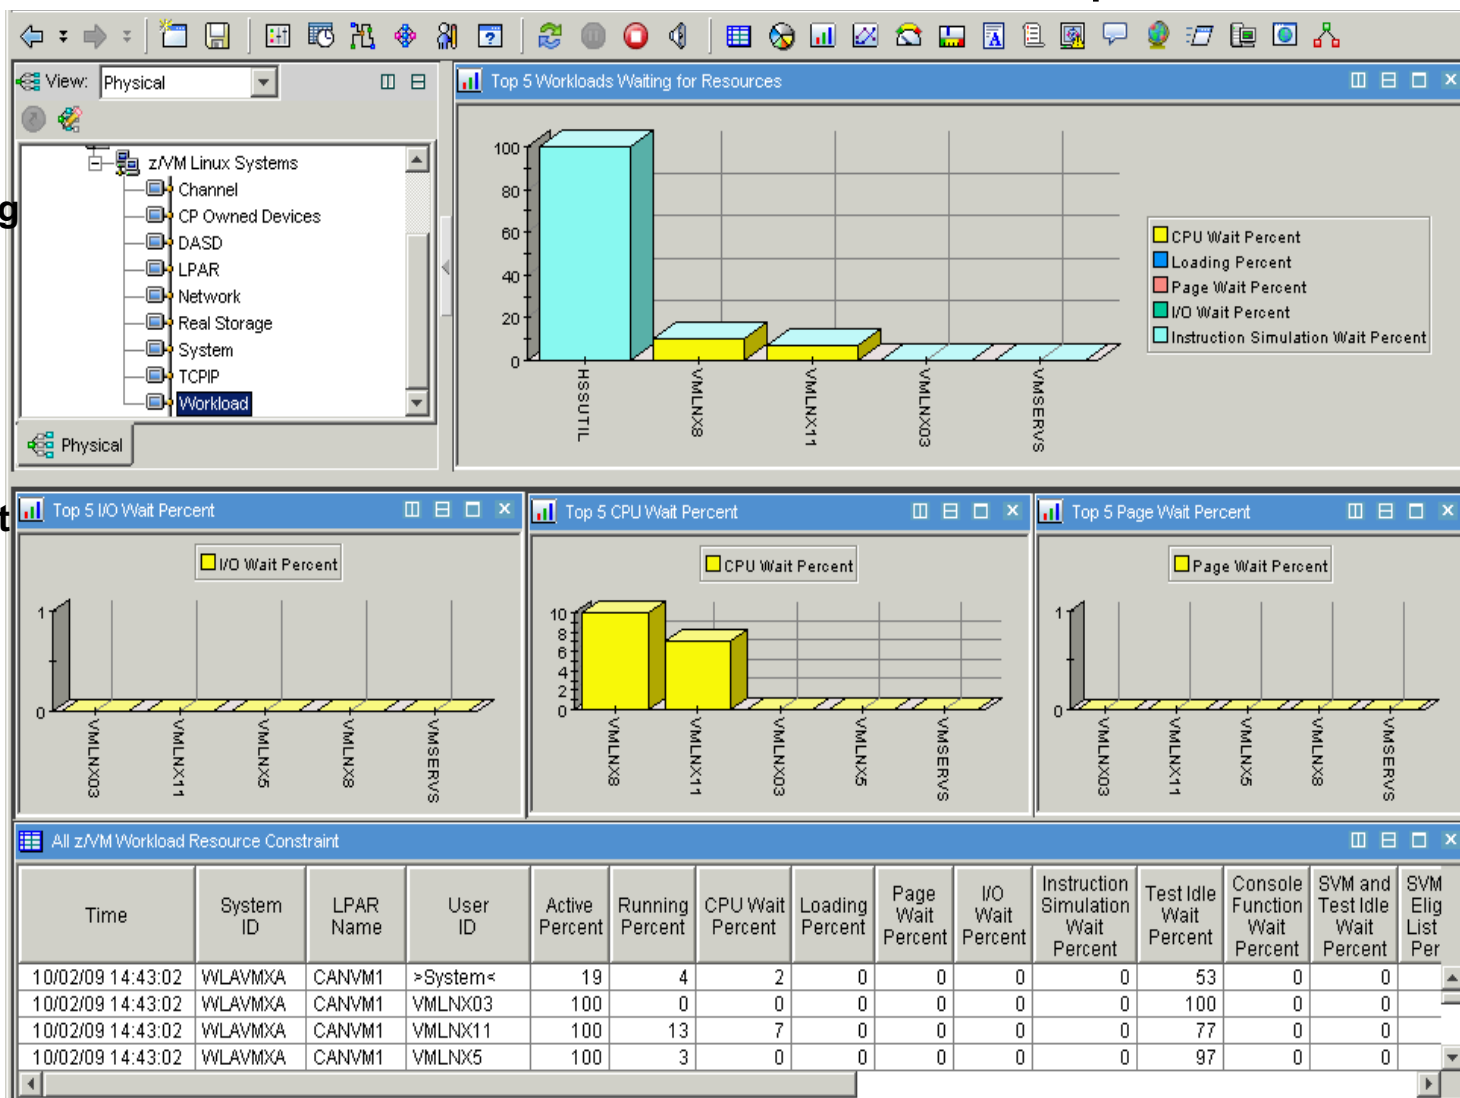 View: Physical
z/VM Linux Systems
Channel
CP Owned Devices
DASD
LPAR
Network
Real Storage
System
TCPIP
Workload
Physical
g
t
Top 5 Workloads Waiting for Resources
100
80
60
40
20
0
HSSUTIL
VMLNX8
VMLNX11
VMLNX03
VMSERVS
CPU Wait Percent
Loading Percent
Page Wait Percent
I/O Wait Percent
Instruction Simulation Wait Percent
Top 5 I/O Wait Percent
I/O Wait Percent
1
0
VMLNX03
VMLNX11
VMLNX5
VMLNX8
VMSERVS
Top 5 CPU Wait Percent
CPU Wait Percent
10
8
6
4
2
0
VMLNX8
VMLNX11
VMLNX03
VMLNX5
VMSERVS
Top 5 Page Wait Percent
Page Wait Percent
1
0
VMLNX03
VMLNX11
VMLNX5
VMLNX8
VMSERVS
All z/VM Workload Resource Constraint
Time
System ID
LPAR Name
User ID
Active Percent
Running Percent
CPU Wait Percent
Loading Percent
Page Wait Percent
I/O Wait Percent
Instruction Simulation Wait Percent
Test Idle Wait Percent
Console Function Wait Percent
SVM and Test Idle Wait Percent
SVM Elig List Per
10/02/09 14:43:02 WLAVMXA CANVM1 >System< 19 4 2 0 0 0 0 53 0 0
10/02/09 14:43:02 WLAVMXA CANVM1 VMLNX03 100 0 0 0 0 0 0 100 0 0
10/02/09 14:43:02 WLAVMXA CANVM1 VMLNX11 100 13 7 0 0 0 0 77 0 0
10/02/09 14:43:02 WLAVMXA CANVM1 VMLNX5 100 3 0 0 0 0 0 97 0 0